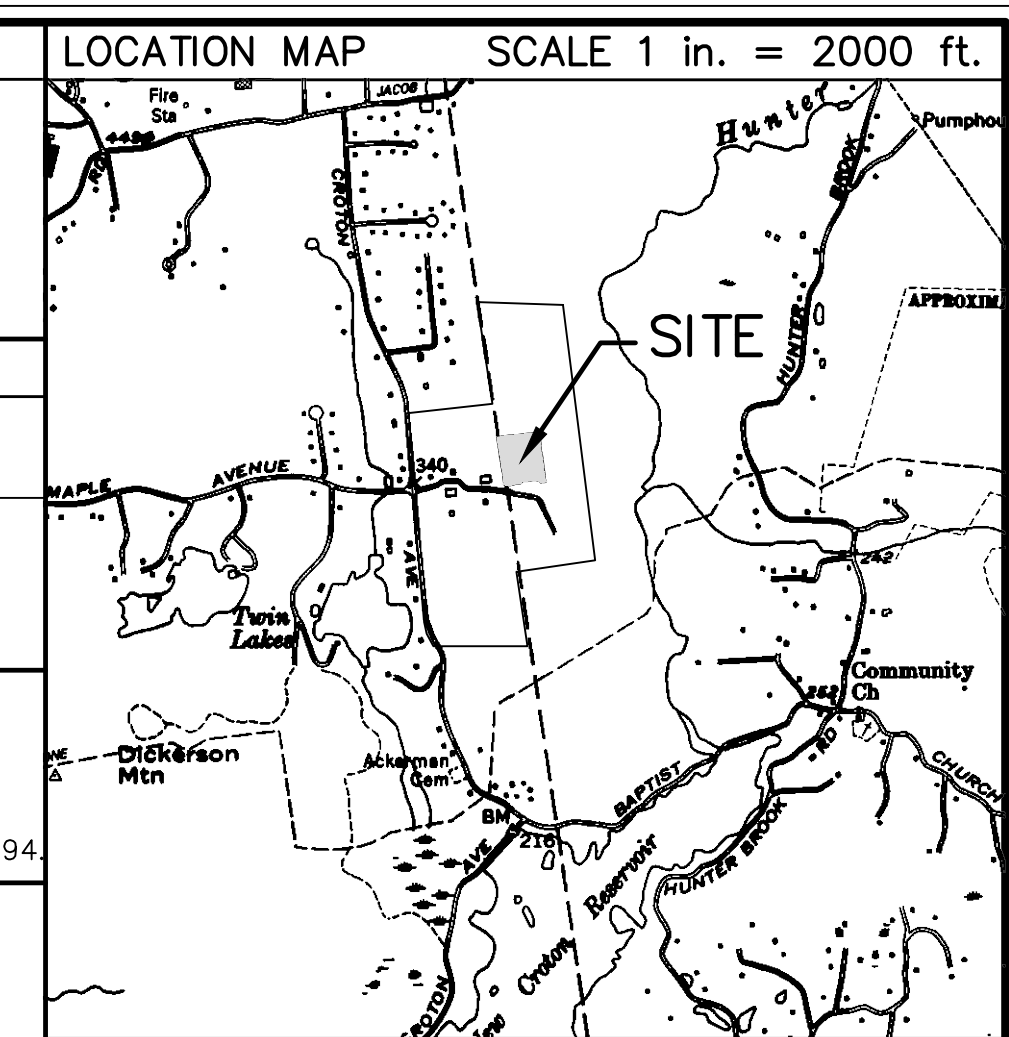 LOCATION MAP SCALE 1 in. = 2000 ft.
Fire
Sta
JACOB
RD
CROTON
Hunter
BROOK
HUNTER
APPROXIM
SITE
MAPLE AVENUE
340
AVE
242
Twin
Lakes
Community
Ch
252
RD
Dickerson
Mtn
NE
Ackerman
Cem
BAPTIST
CHURCH
BM
216
AVE
HUNTER BROOK
Reservoir
Croton
94.